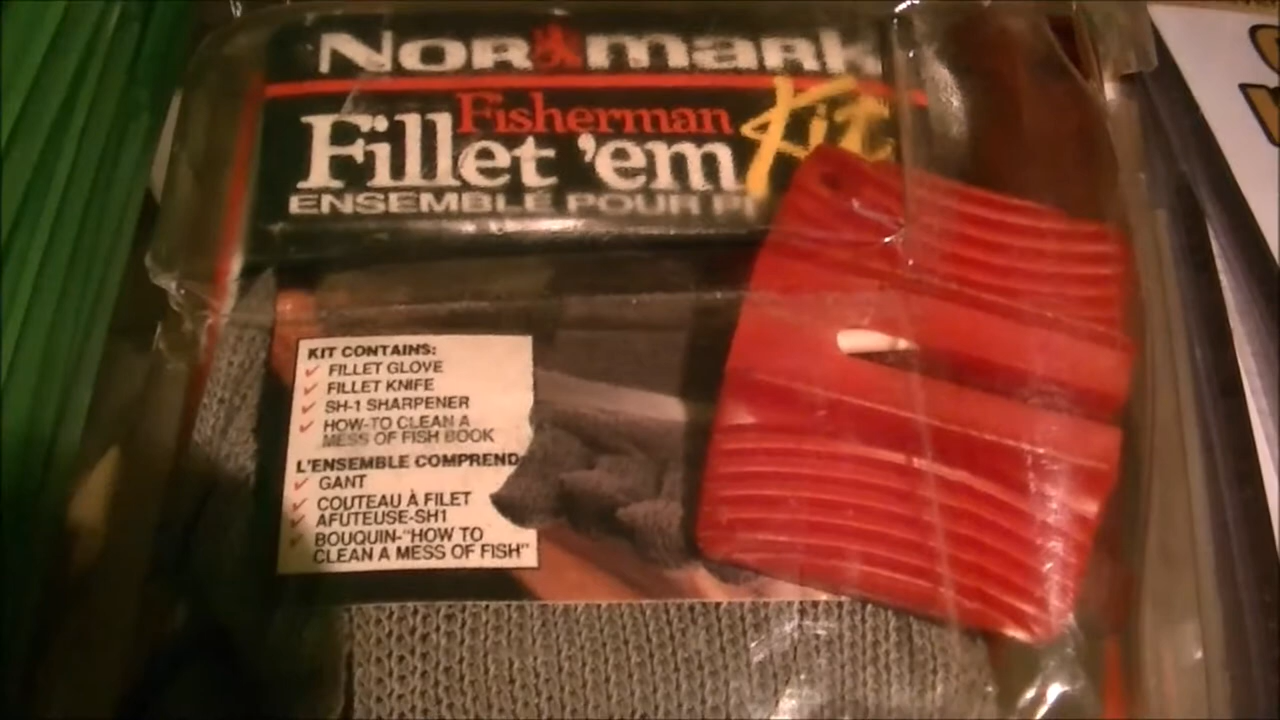 NORMARK
Fisherman
Fillet 'em Kit
ENSEMBLE POUR
KIT CONTAINS:
✓ FILLET GLOVE
✓ FILLET KNIFE
✓ SH-1 SHARPENER
✓ HOW-TO CLEAN A
MESS OF FISH BOOK
L'ENSEMBLE COMPREND
✓ GANT
✓ COUTEAU À FILET
✓ AFUTEUSE-SH1
✓ BOUQUIN-"HOW TO
CLEAN A MESS OF FISH"